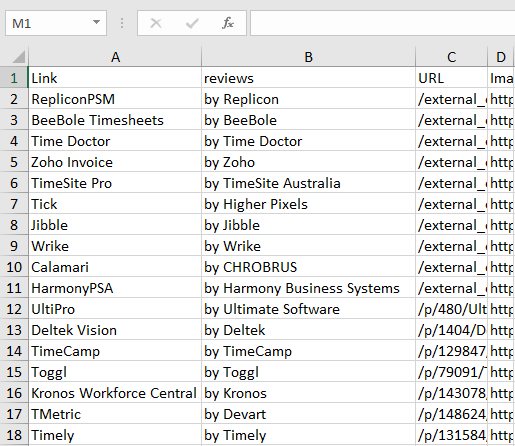 M1 fx
A B C D
1 Link reviews URL Ima
2 RepliconPSM by Replicon /external_ http
3 BeeBole Timesheets by BeeBole /external_ http
4 Time Doctor by Time Doctor /external_ http
5 Zoho Invoice by Zoho /external_ http
6 TimeSite Pro by TimeSite Australia /external_ http
7 Tick by Higher Pixels /external_ http
8 Jibble by Jibble /external_ http
9 Wrike by Wrike /external_ http
10 Calamari by CHROBRUS /external_ http
11 HarmonyPSA by Harmony Business Systems /external_ http
12 UltiPro by Ultimate Software /p/480/Ult http
13 Deltek Vision by Deltek /p/1404/D http
14 TimeCamp by TimeCamp /p/129847, http
15 Toggl by Toggl /p/79091/T http
16 Kronos Workforce Central by Kronos /p/143078, http
17 TMetric by Devart /p/148624, http
18 Timely by Timely /p/131584, http